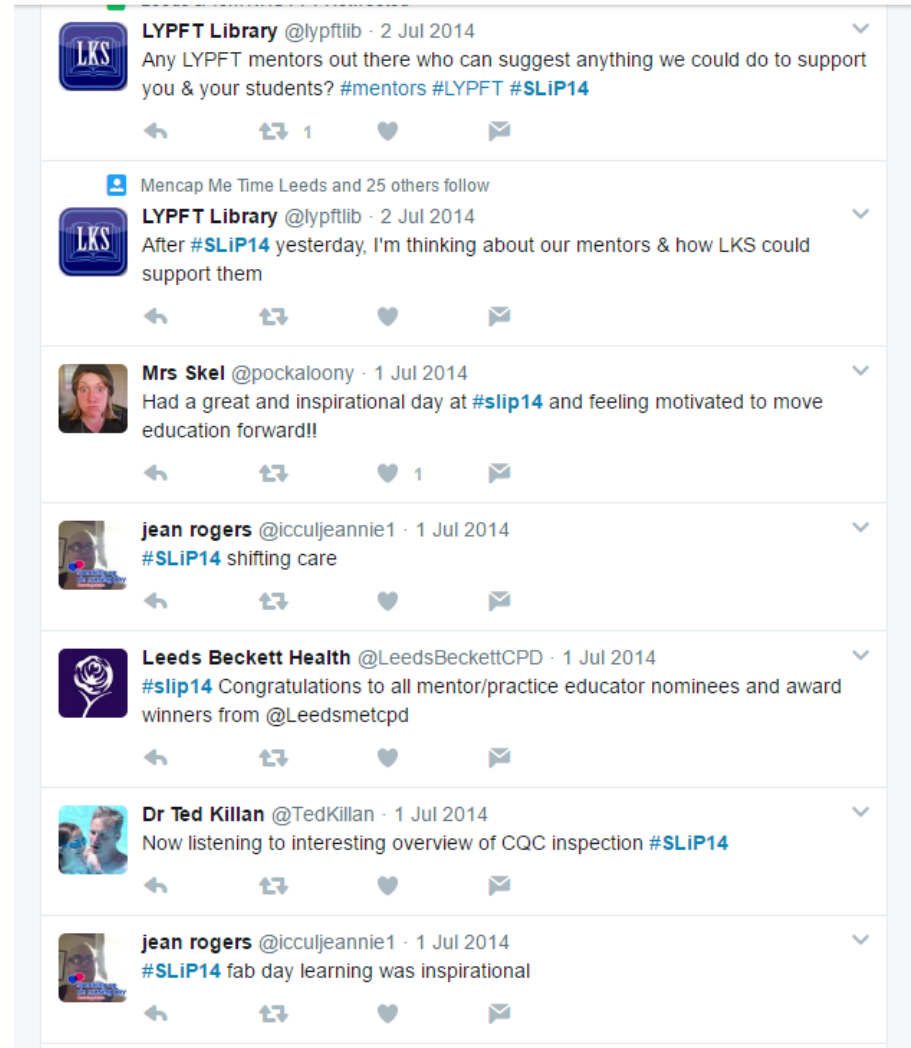 LYPFT Library @lypftlib · 2 Jul 2014
LKS
Any LYPFT mentors out there who can suggest anything we could do to support
you & your students? #mentors #LYPFT #SLiP14
1
Mencap Me Time Leeds and 25 others follow
LYPFT Library @lypftlib · 2 Jul 2014
LKS
After #SLiP14 yesterday, I'm thinking about our mentors & how LKS could
support them
Mrs Skel @pockaloony · 1 Jul 2014
Had a great and inspirational day at #slip14 and feeling motivated to move
education forward!!
1
jean rogers @icculjeannie1 · 1 Jul 2014
#SLiP14 shifting care
Leeds Beckett Health @LeedsBeckettCPD · 1 Jul 2014
#slip14 Congratulations to all mentor/practice educator nominees and award
winners from @Leedsmetcpd
Dr Ted Killan @TedKillan · 1 Jul 2014
Now listening to interesting overview of CQC inspection #SLiP14
jean rogers @icculjeannie1 · 1 Jul 2014
#SLiP14 fab day learning was inspirational